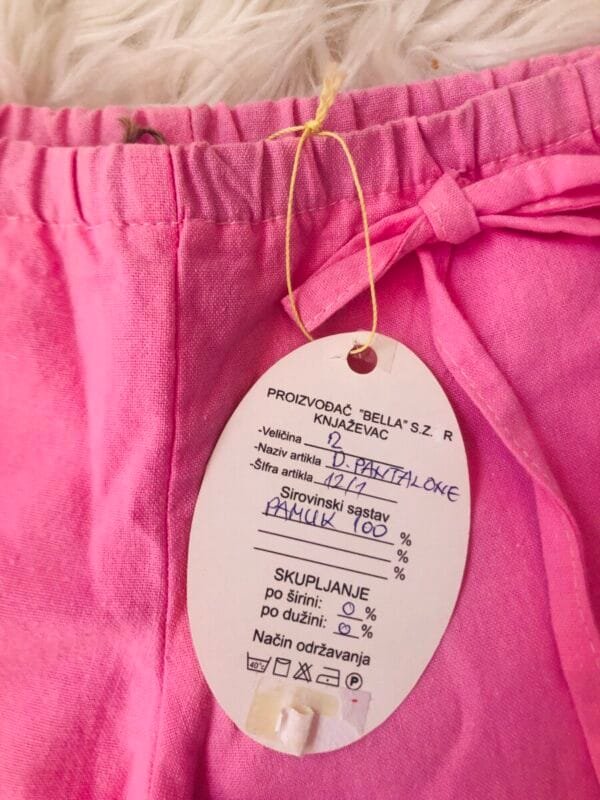 PROIZVOĐAČ "BELLA" S.Z. R
KNJAŽEVAC
-Veličina 12
-Naziv artikla D. PANTALONE
-Šifra artikla 12/1
Sirovinski sastav
PAMUK 100 %
%
%
SKUPLJANJE
po širini: 0 %
po dužini: 0 %
Način održavanja
40°c P